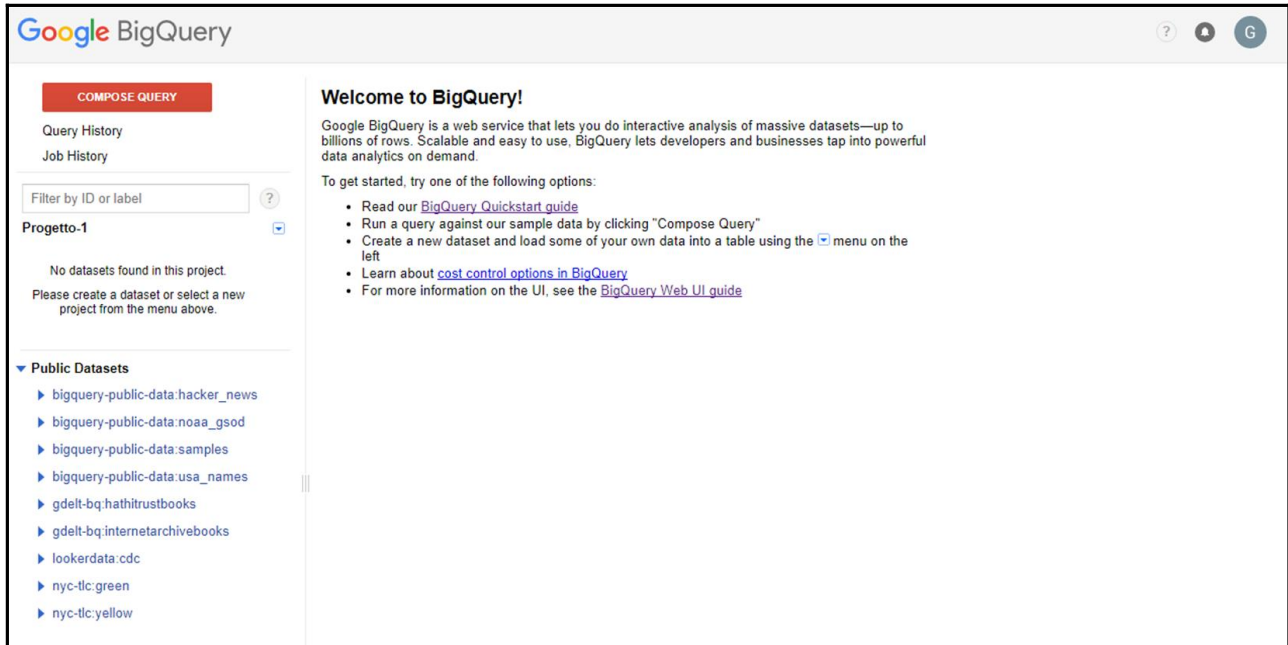 Google BigQuery
? G
COMPOSE QUERY
Query History
Job History
Filter by ID or label ?
Progetto-1
No datasets found in this project.
Please create a dataset or select a new
project from the menu above.
Public Datasets
bigquery-public-data:hacker_news
bigquery-public-data:noaa_gsod
bigquery-public-data:samples
bigquery-public-data:usa_names
gdelt-bq:hathitrustbooks
gdelt-bq:internetarchivebooks
lookerdata:cdc
nyc-tlc:green
nyc-tlc:yellow
Welcome to BigQuery!
Google BigQuery is a web service that lets you do interactive analysis of massive datasets—up to
billions of rows. Scalable and easy to use, BigQuery lets developers and businesses tap into powerful
data analytics on demand.
To get started, try one of the following options:
• Read our BigQuery Quickstart guide
• Run a query against our sample data by clicking "Compose Query"
• Create a new dataset and load some of your own data into a table using the menu on the
left
• Learn about cost control options in BigQuery
• For more information on the UI, see the BigQuery Web UI guide